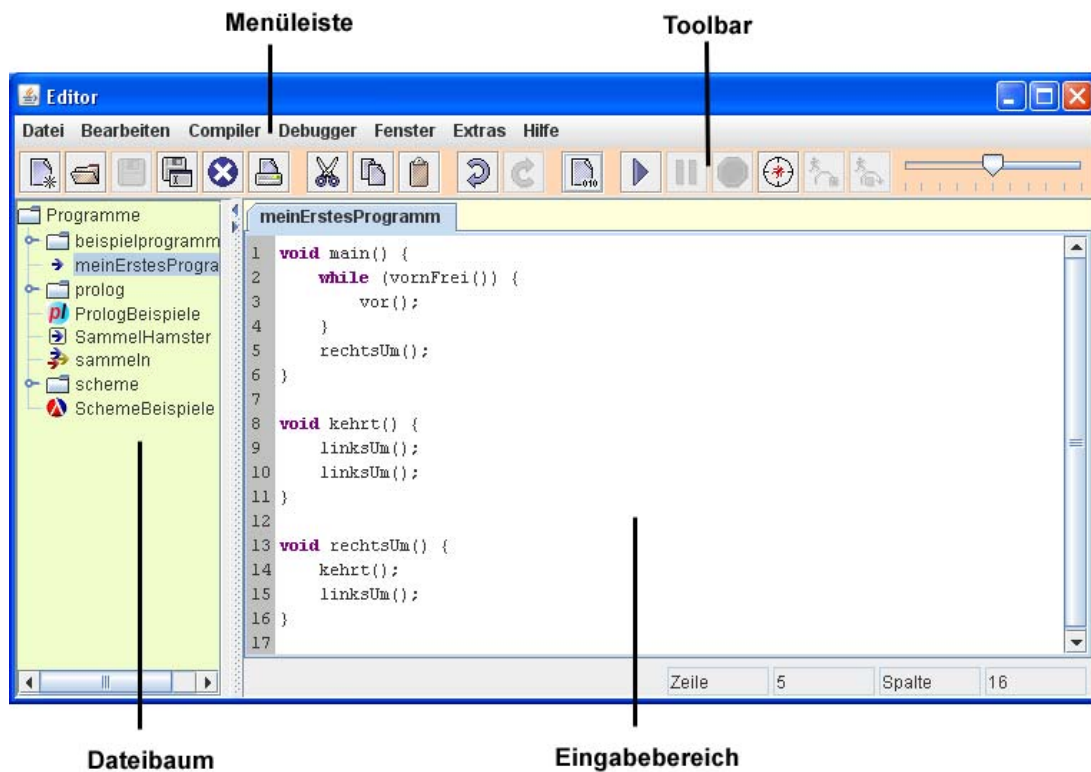 Menüleiste
Toolbar
Editor
Datei Bearbeiten Compiler Debugger Fenster Extras Hilfe
Programme
beispielprogramm
meinErstesProgra
prolog
PrologBeispiele
SammelHamster
sammeln
scheme
SchemeBeispiele
meinErstesProgramm
1 void main() {
2 while (vornFrei()) {
3 vor();
4 }
5 rechtsUm();
6 }
7
8 void kehrt() {
9 linksUm();
10 linksUm();
11 }
12
13 void rechtsUm() {
14 kehrt();
15 linksUm();
16 }
17
Zeile 5 Spalte 16
Dateibaum
Eingabebereich